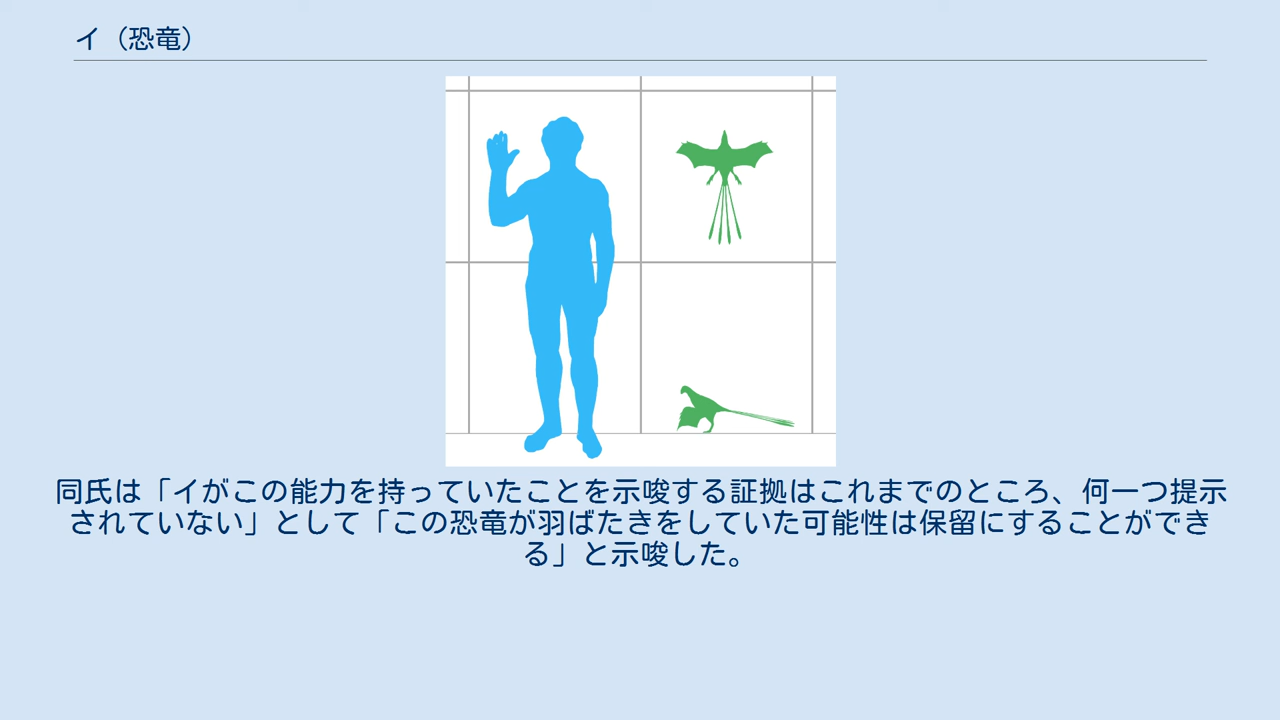 イ（恐竜）
同氏は「イがこの能力を持っていたことを示唆する証拠はこれまでのところ、何一つ提示
されていない」として「この恐竜が羽ばたきをしていた可能性は保留にすることができ
る」と示唆した。